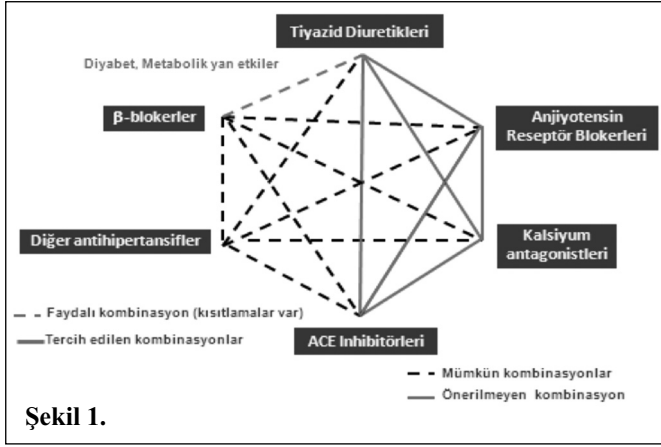 Tiyazid Diuretikleri
Diyabet, Metabolik yan etkiler
β-blokerler
Anjiyotensin
Reseptör Blokerleri
Diğer antihipertansifler
Kalsiyum
antagonistleri
Faydalı kombinasyon (kısıtlamalar var)
Tercih edilen kombinasyonlar
ACE Inhibitörleri
Mümkün kombinasyonlar
Önerilmeyen kombinasyon
Şekil 1.